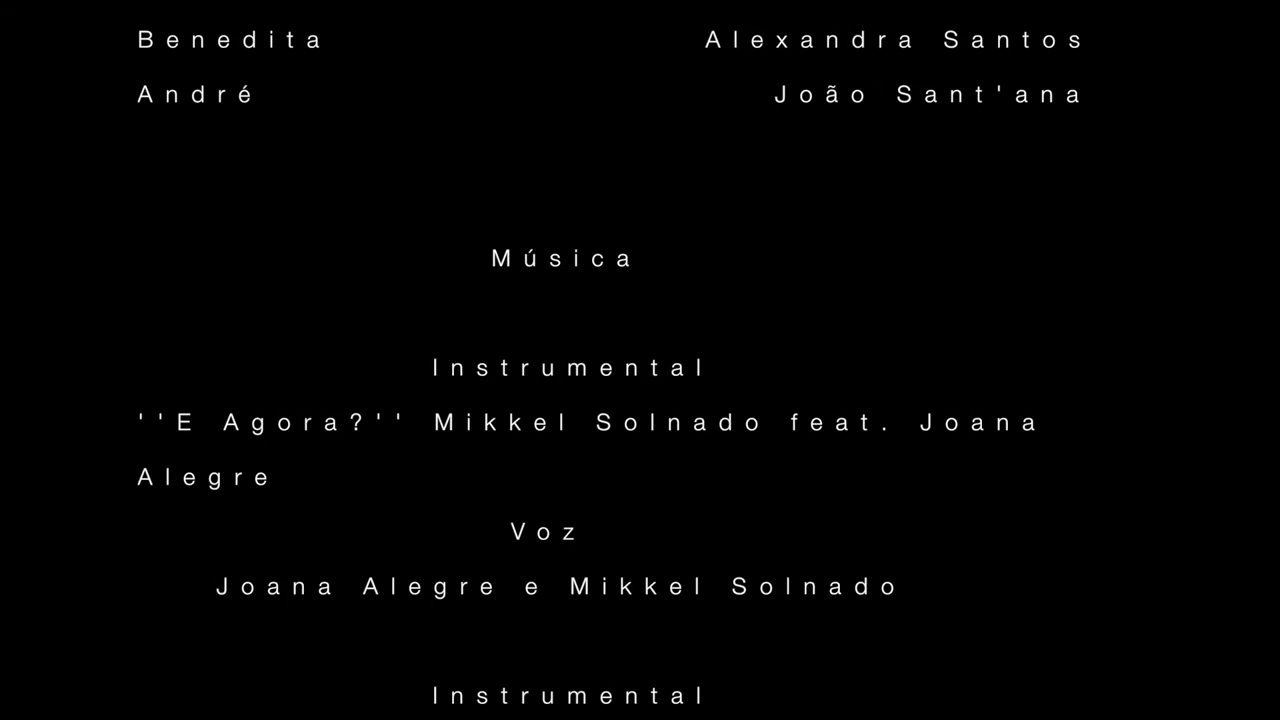 Benedita Alexandra Santos
André João Sant'ana
Música
Instrumental
''E Agora?'' Mikkel Solnado feat. Joana
Alegre
Voz
Joana Alegre e Mikkel Solnado
Instrumental